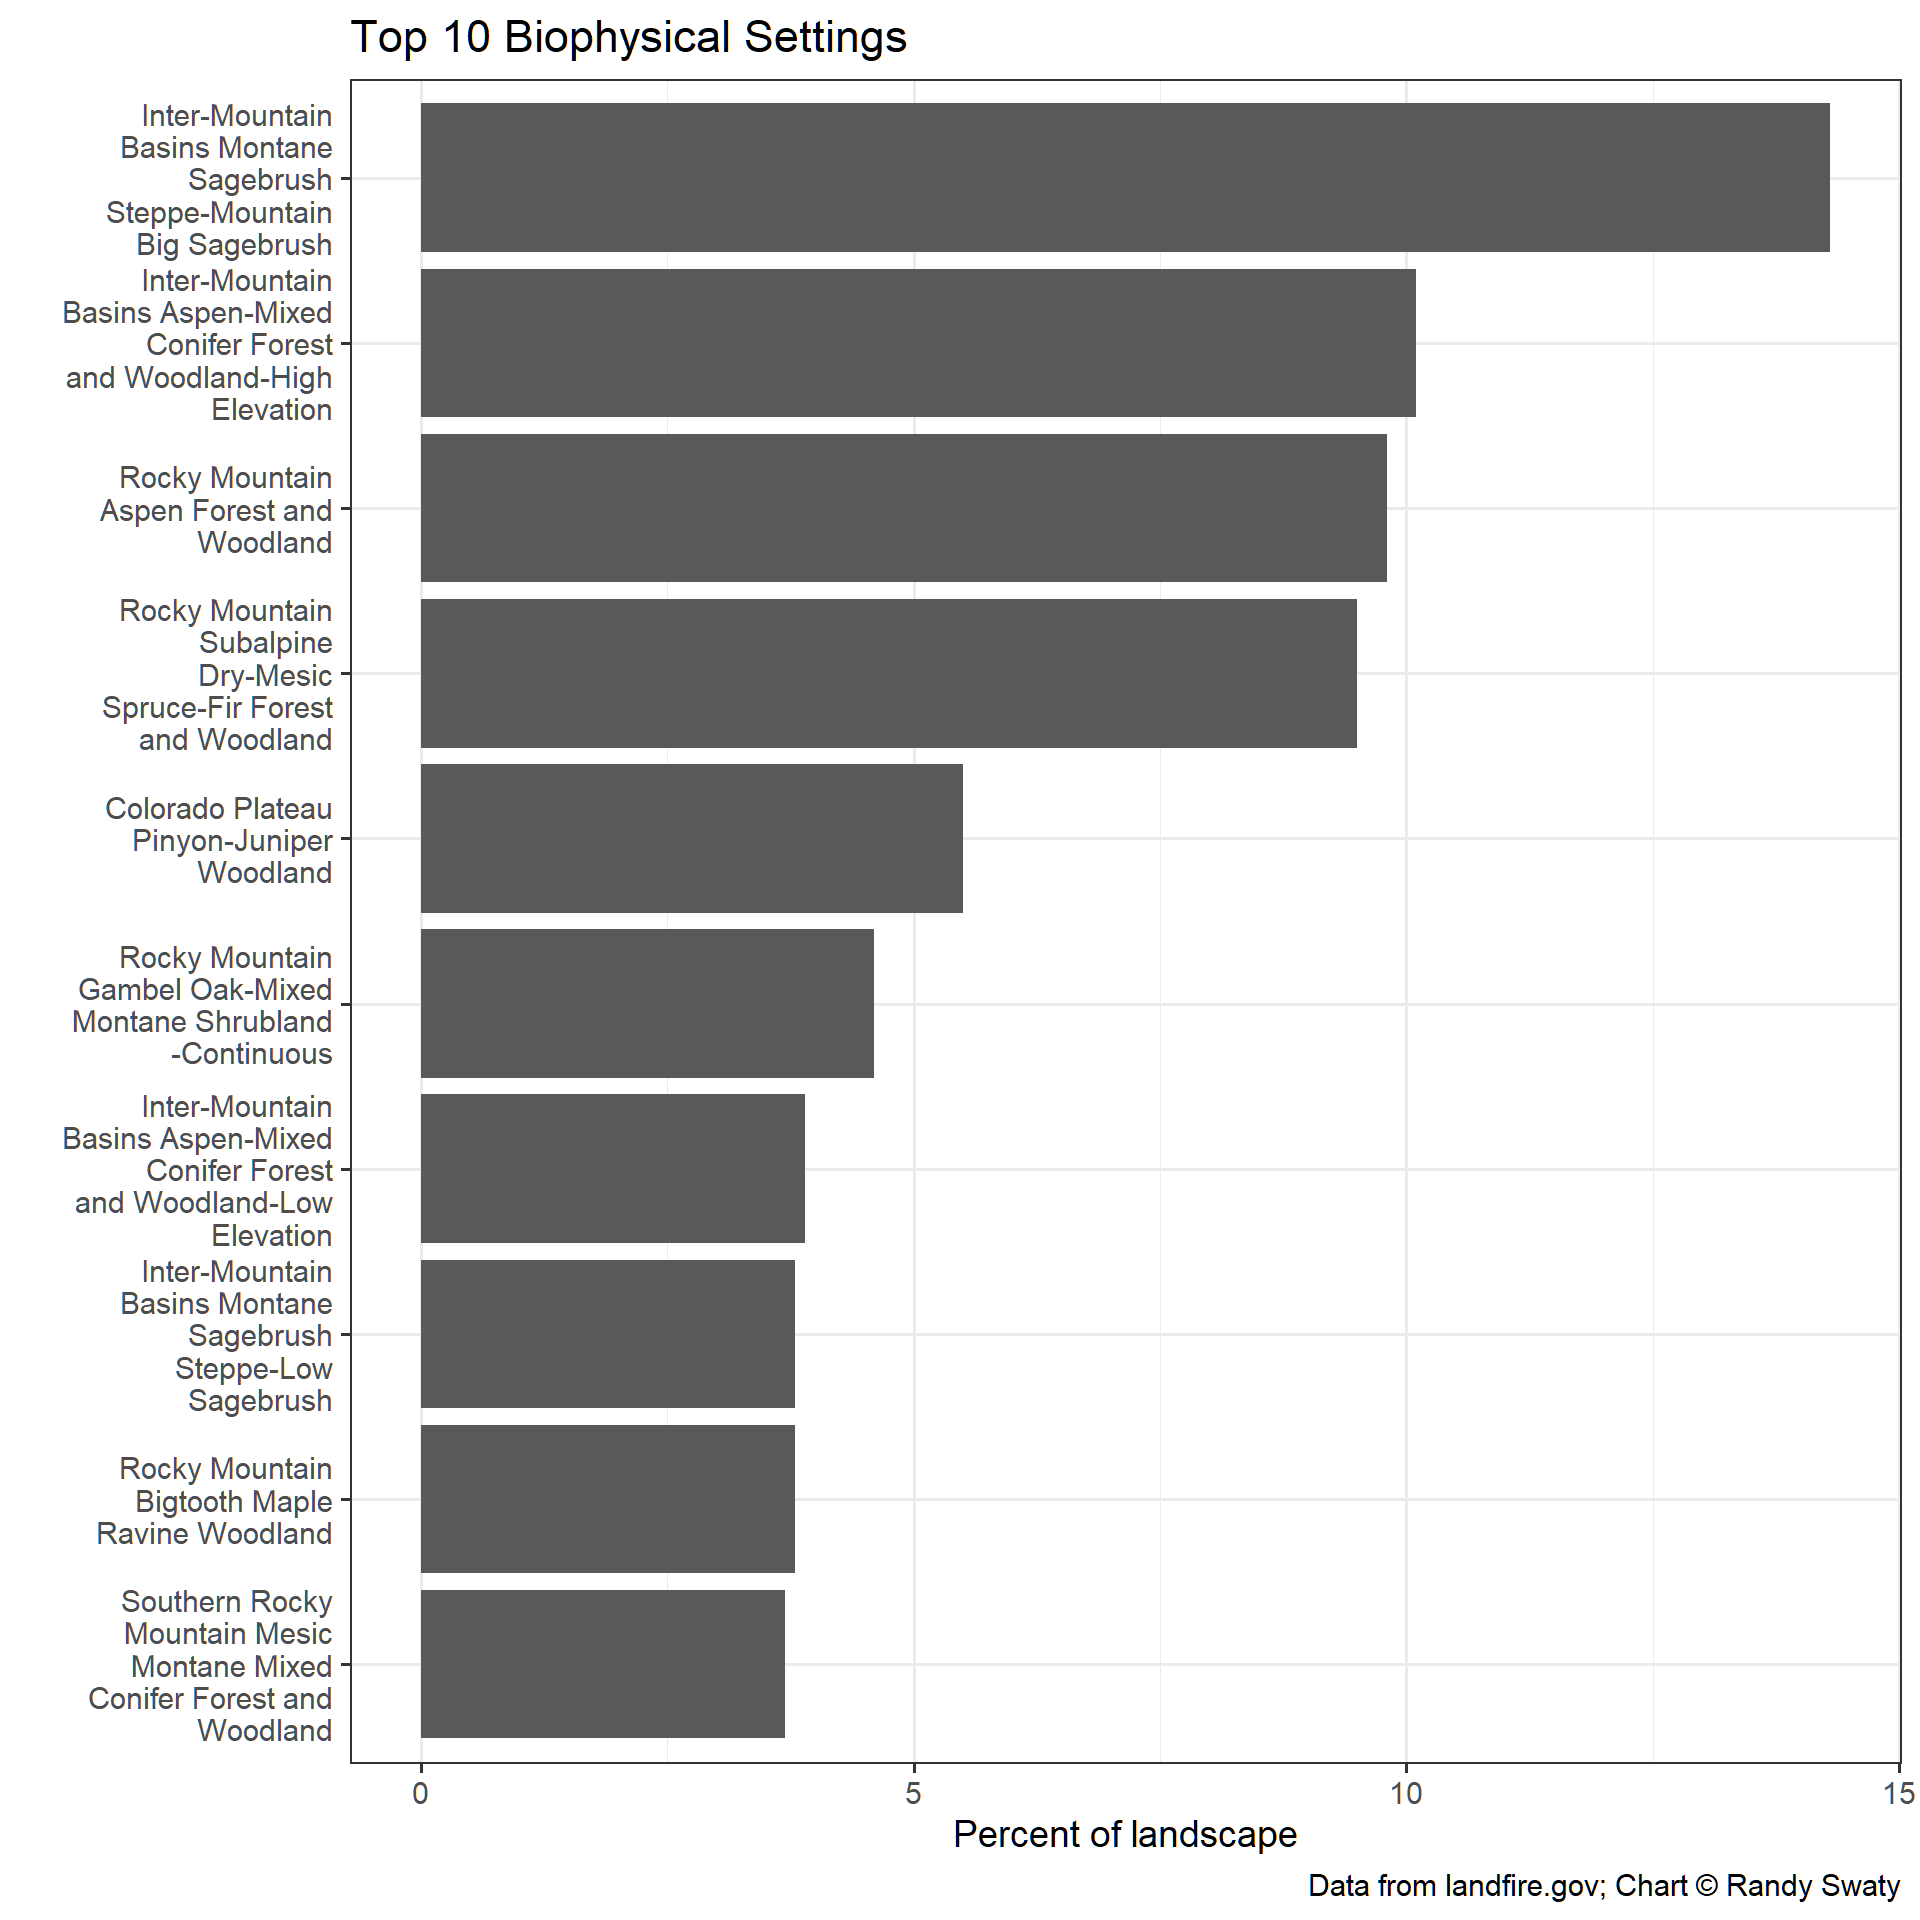 Top 10 Biophysical Settings
Inter-Mountain
Basins Montane
Sagebrush
Steppe-Mountain
Big Sagebrush
Inter-Mountain
Basins Aspen-Mixed
Conifer Forest
and Woodland-High
Elevation
Rocky Mountain
Aspen Forest and
Woodland
Rocky Mountain
Subalpine
Dry-Mesic
Spruce-Fir Forest
and Woodland
Colorado Plateau
Pinyon-Juniper
Woodland
Rocky Mountain
Gambel Oak-Mixed
Montane Shrubland
-Continuous
Inter-Mountain
Basins Aspen-Mixed
Conifer Forest
and Woodland-Low
Elevation
Inter-Mountain
Basins Montane
Sagebrush
Steppe-Low
Sagebrush
Rocky Mountain
Bigtooth Maple
Ravine Woodland
Southern Rocky
Mountain Mesic
Montane Mixed
Conifer Forest and
Woodland
0 5 10 15
Percent of landscape
Data from landfire.gov; Chart © Randy Swaty